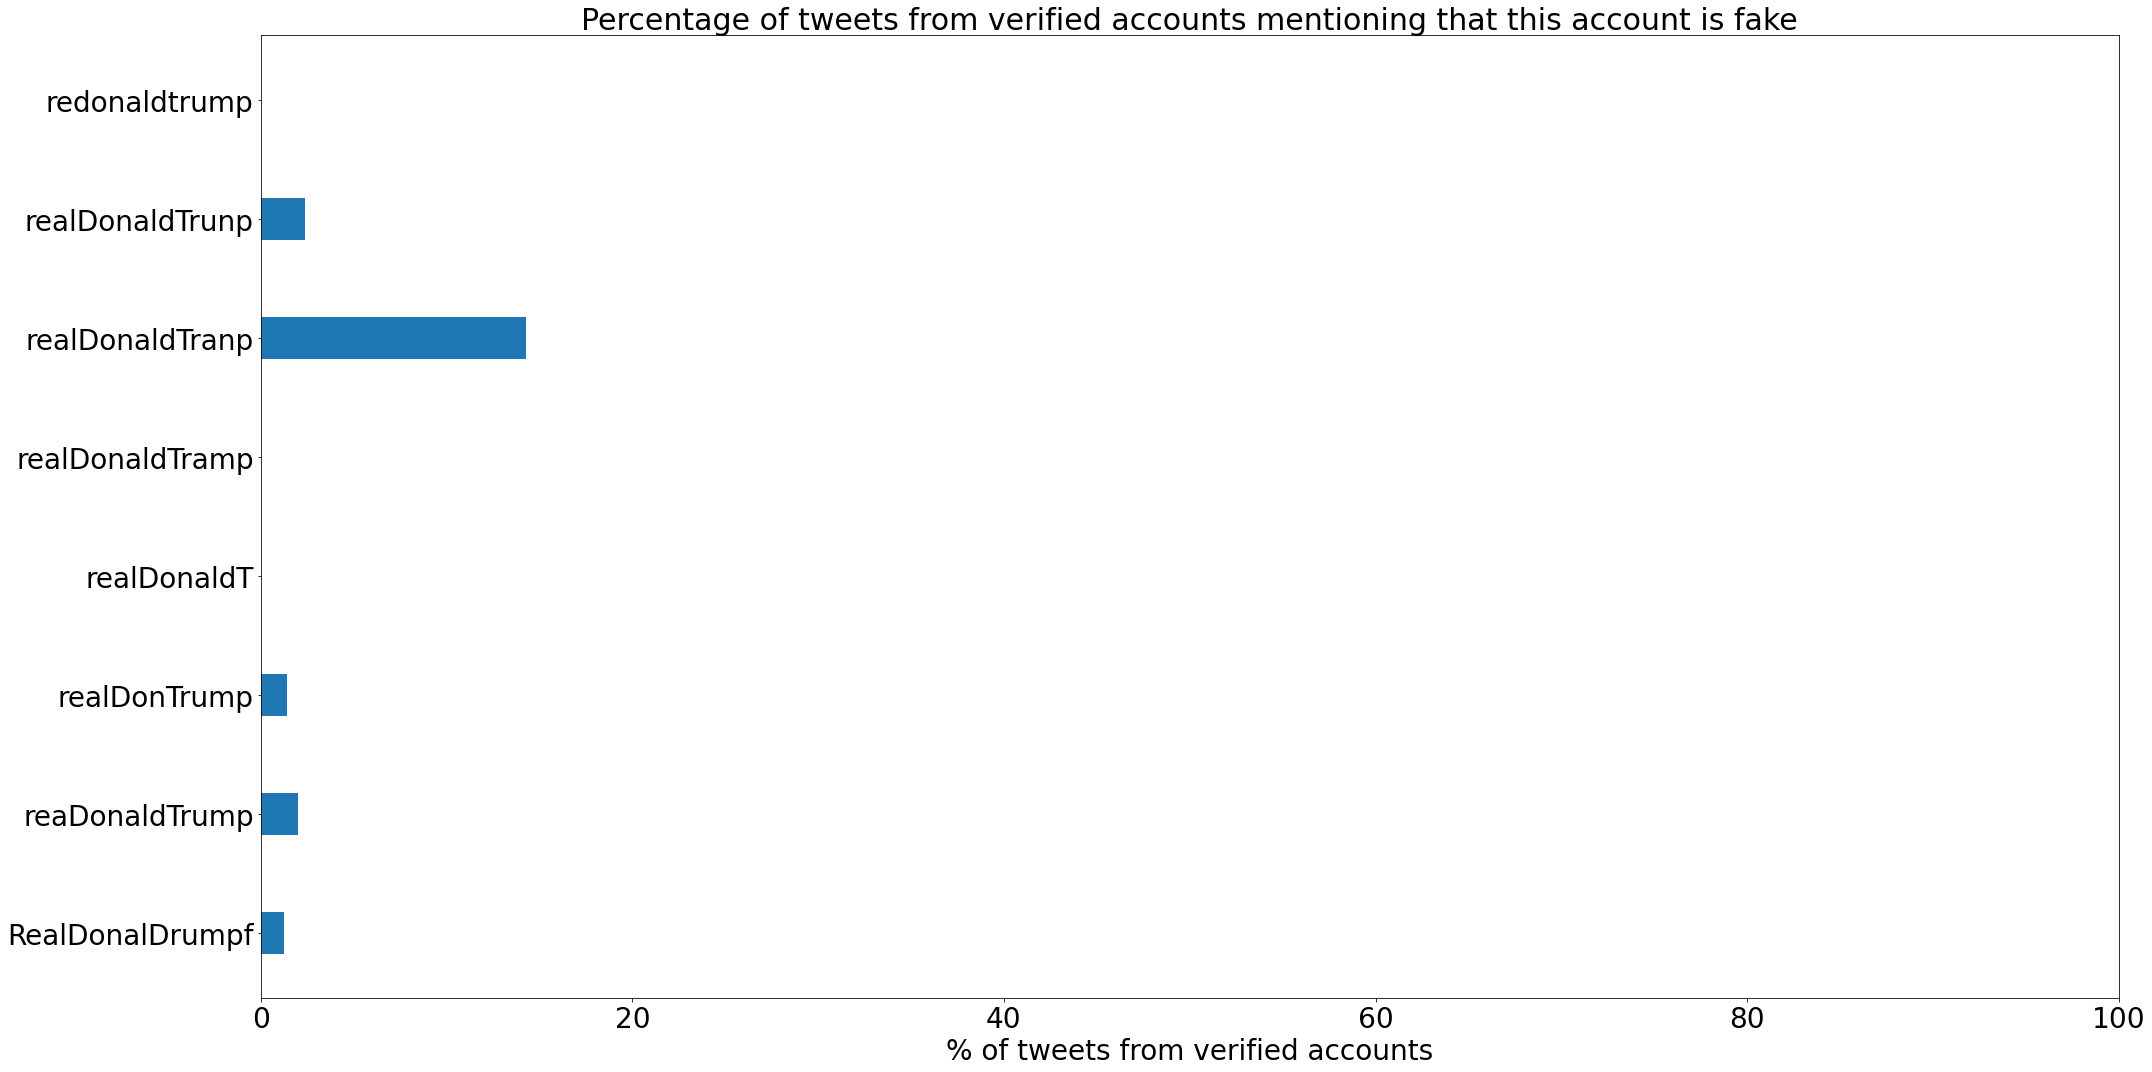 Percentage of tweets from verified accounts mentioning that this account is fake
redonaldtrump
realDonaldTrunp
realDonaldTranp
realDonaldTramp
realDonaldT
realDonTrump
reaDonaldTrump
RealDonalDrumpf
0 20 40 60 80 100
% of tweets from verified accounts